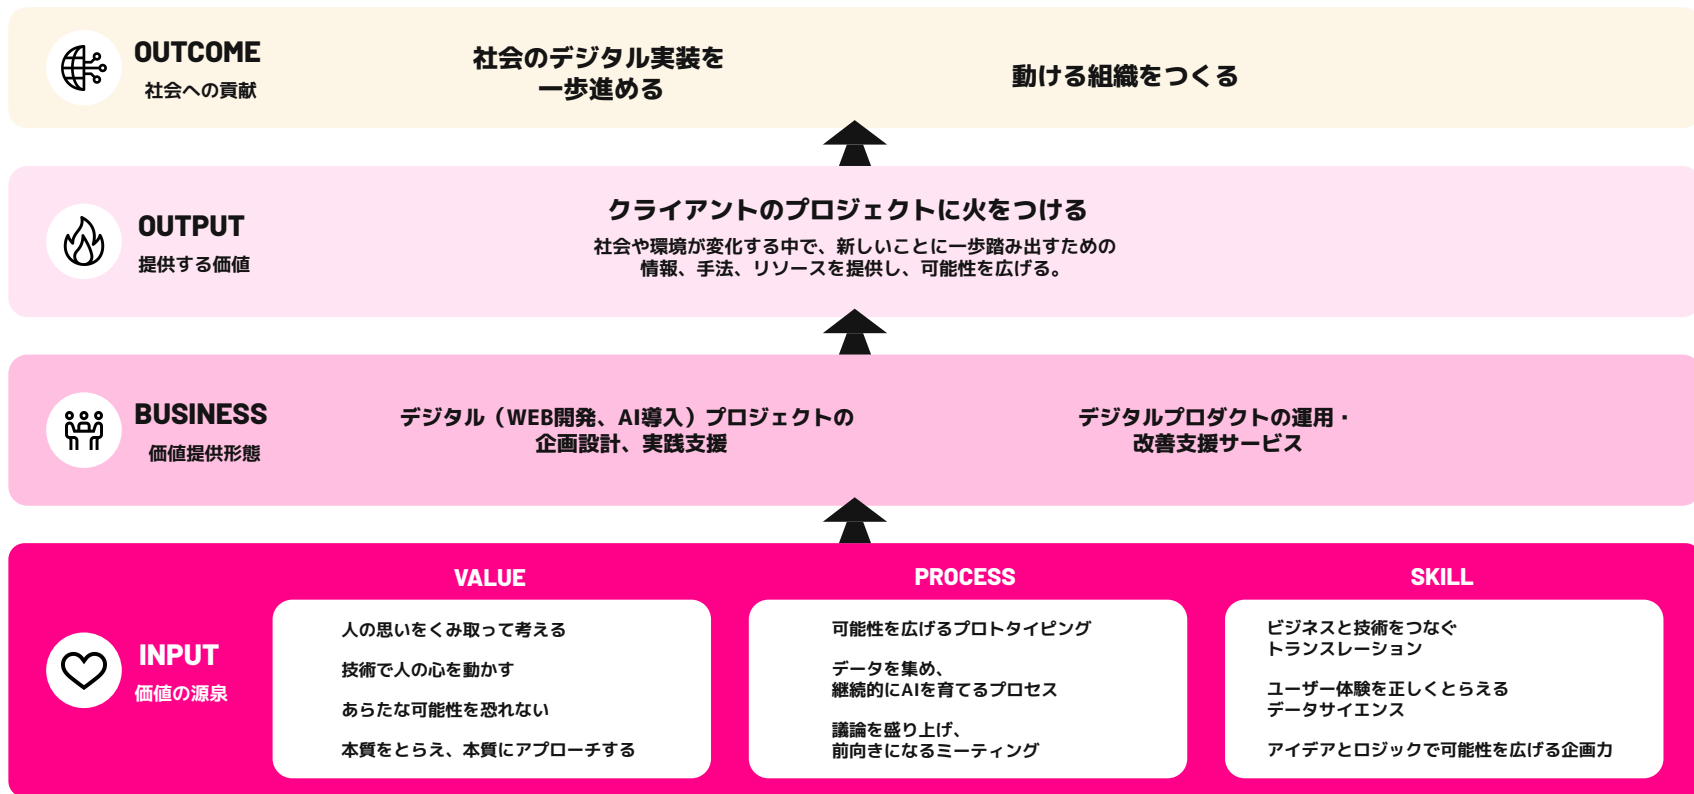 OUTCOME
社会への貢献
社会のデジタル実装を
一歩進める
動ける組織をつくる
OUTPUT
提供する価値
クライアントのプロジェクトに火をつける
社会や環境が変化する中で、新しいことに一歩踏み出すための
情報、手法、リソースを提供し、可能性を広げる。
BUSINESS
価値提供形態
デジタル（WEB開発、AI導入）プロジェクトの
企画設計、実践支援
デジタルプロダクトの運用・
改善支援サービス
INPUT
価値の源泉
VALUE
人の思いをくみ取って考える
技術で人の心を動かす
あらたな可能性を恐れない
本質をとらえ、本質にアプローチする
PROCESS
可能性を広げるプロトタイピング
データを集め、
継続的にAIを育てるプロセス
議論を盛り上げ、
前向きになるミーティング
SKILL
ビジネスと技術をつなぐ
トランスレーション
ユーザー体験を正しくとらえる
データサイエンス
アイデアとロジックで可能性を広げる企画力